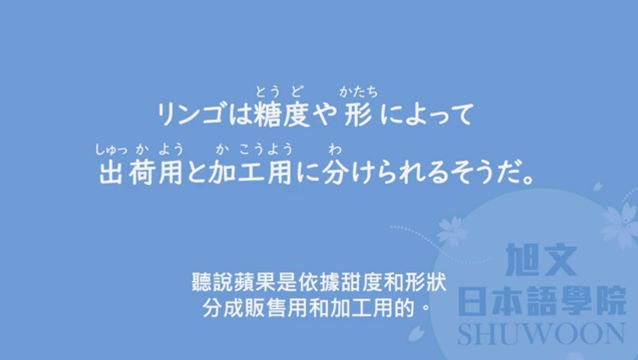 とう ど かたち
リンゴは糖度や形によって
しゅっ か よう か こうよう わ
出荷用と加工用に分けられるそうだ。
聽說蘋果是依據甜度和形狀
分成販售用和加工用的。
旭文
日本語學院
SHUWOON